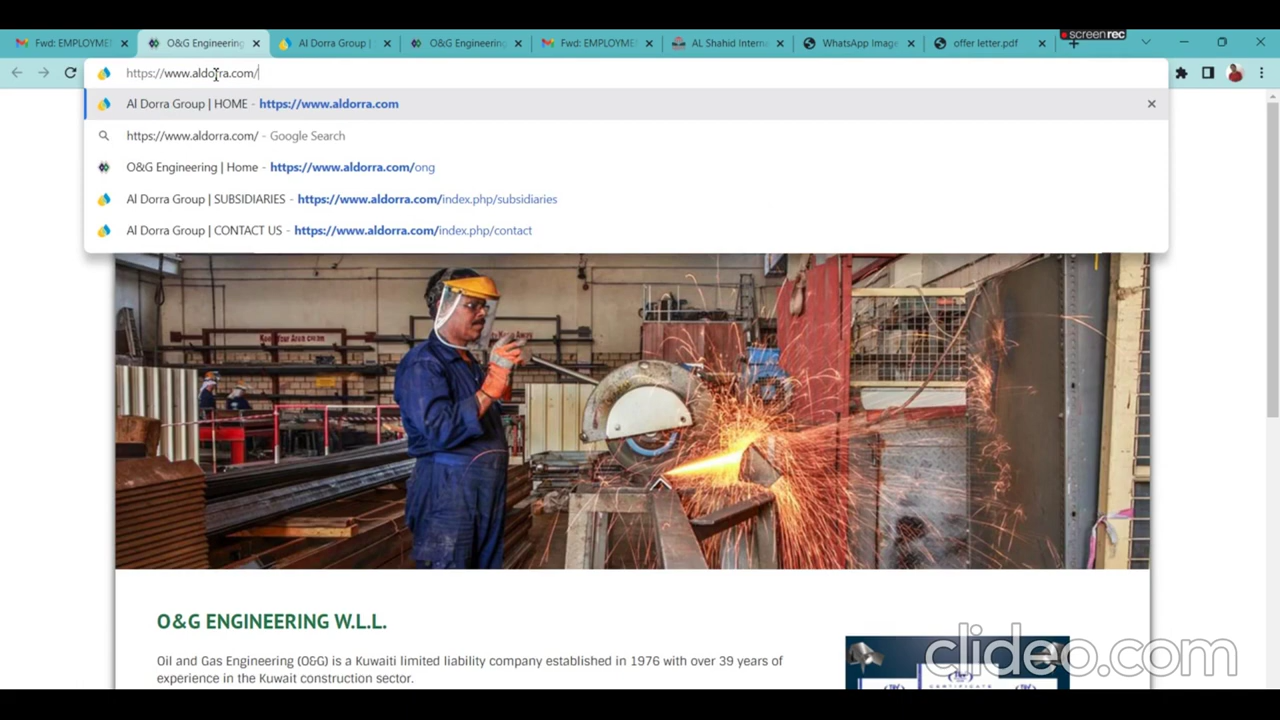 Fwd: EMPLOYME
O&G Engineering
Al Dorra Group |
O&G Engineering
Fwd: EMPLOYME
AL Shahid Intern
WhatsApp Image
offer letter.pdf
screenrec
https://www.aldorra.com/
Al Dorra Group | HOME - https://www.aldorra.com
https://www.aldorra.com/ - Google Search
O&G Engineering | Home - https://www.aldorra.com/ong
Al Dorra Group | SUBSIDIARIES - https://www.aldorra.com/index.php/subsidiaries
Al Dorra Group | CONTACT US - https://www.aldorra.com/index.php/contact
O&G ENGINEERING W.L.L.
Oil and Gas Engineering (O&G) is a Kuwaiti limited liability company established in 1976 with over 39 years of
experience in the Kuwait construction sector.
CERTIFICATE
clideo.com